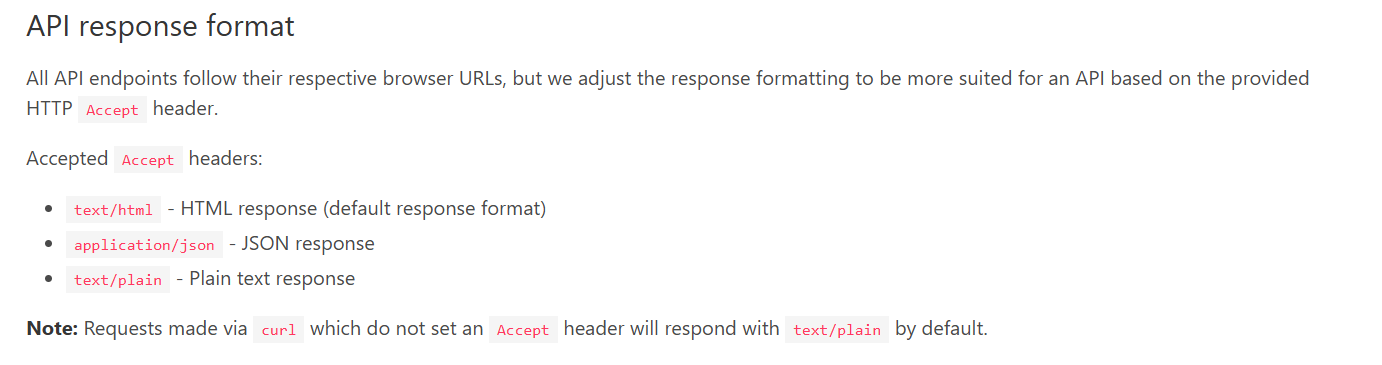 API response format
All API endpoints follow their respective browser URLs, but we adjust the response formatting to be more suited for an API based on the provided
HTTP Accept header.
Accepted Accept headers:
• text/html - HTML response (default response format)
• application/json - JSON response
• text/plain - Plain text response
Note: Requests made via curl which do not set an Accept header will respond with text/plain by default.